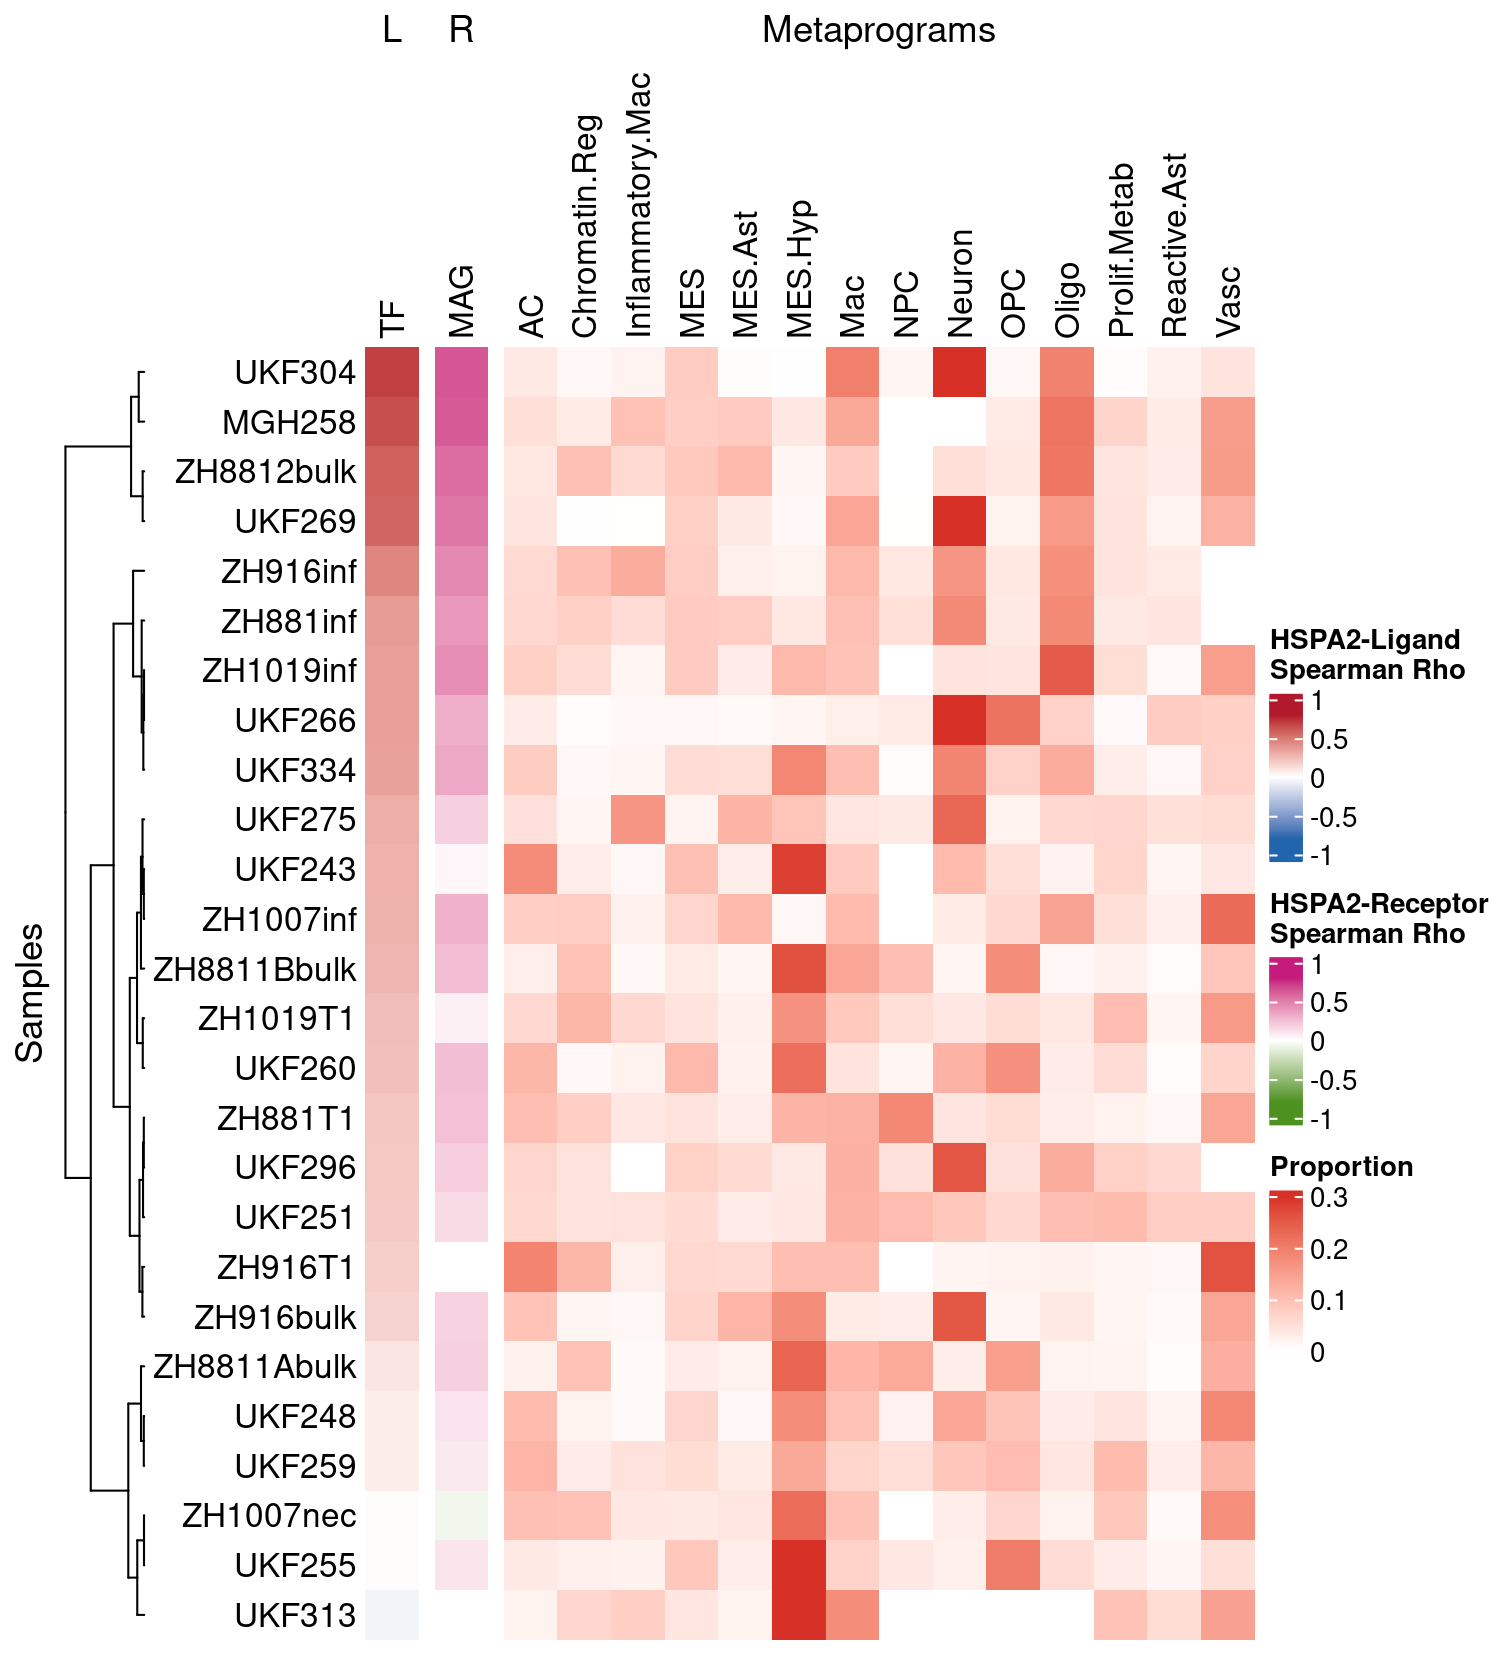 L R Metaprograms
TF MAG AC Chromatin.Reg Inflammatory.Mac MES MES.Ast MES.Hyp Mac NPC Neuron OPC Oligo Prolif.Metab Reactive.Ast Vasc
Samples
UKF304
MGH258
ZH8812bulk
UKF269
ZH916inf
ZH881inf
ZH1019inf
UKF266
UKF334
UKF275
UKF243
ZH1007inf
ZH8811Bbulk
ZH1019T1
UKF260
ZH881T1
UKF296
UKF251
ZH916T1
ZH916bulk
ZH8811Abulk
UKF248
UKF259
ZH1007nec
UKF255
UKF313
HSPA2-Ligand
Spearman Rho
1
0.5
0
-0.5
-1
HSPA2-Receptor
Spearman Rho
1
0.5
0
-0.5
-1
Proportion
0.3
0.2
0.1
0